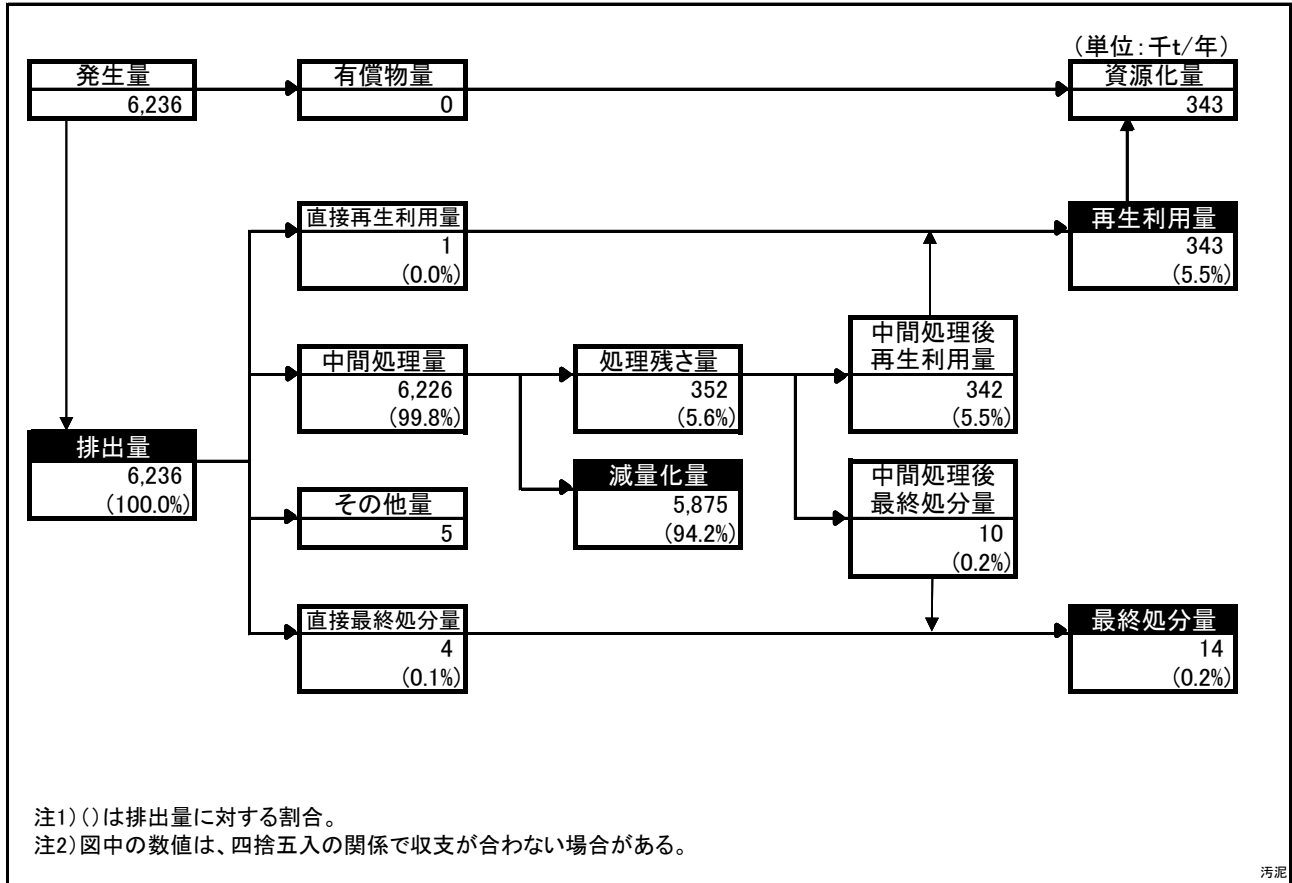 （単位：千t/年）
発生量
6,236
有償物量
0
資源化量
343
直接再生利用量
1
(0.0%)
再生利用量
343
(5.5%)
中間処理量
6,226
(99.8%)
処理残さ量
352
(5.6%)
中間処理後
再生利用量
342
(5.5%)
排出量
6,236
(100.0%)
減量化量
5,875
(94.2%)
中間処理後
最終処分量
10
(0.2%)
その他量
5
直接最終処分量
4
(0.1%)
最終処分量
14
(0.2%)
注1)()は排出量に対する割合。
注2)図中の数値は、四捨五入の関係で収支が合わない場合がある。
汚泥